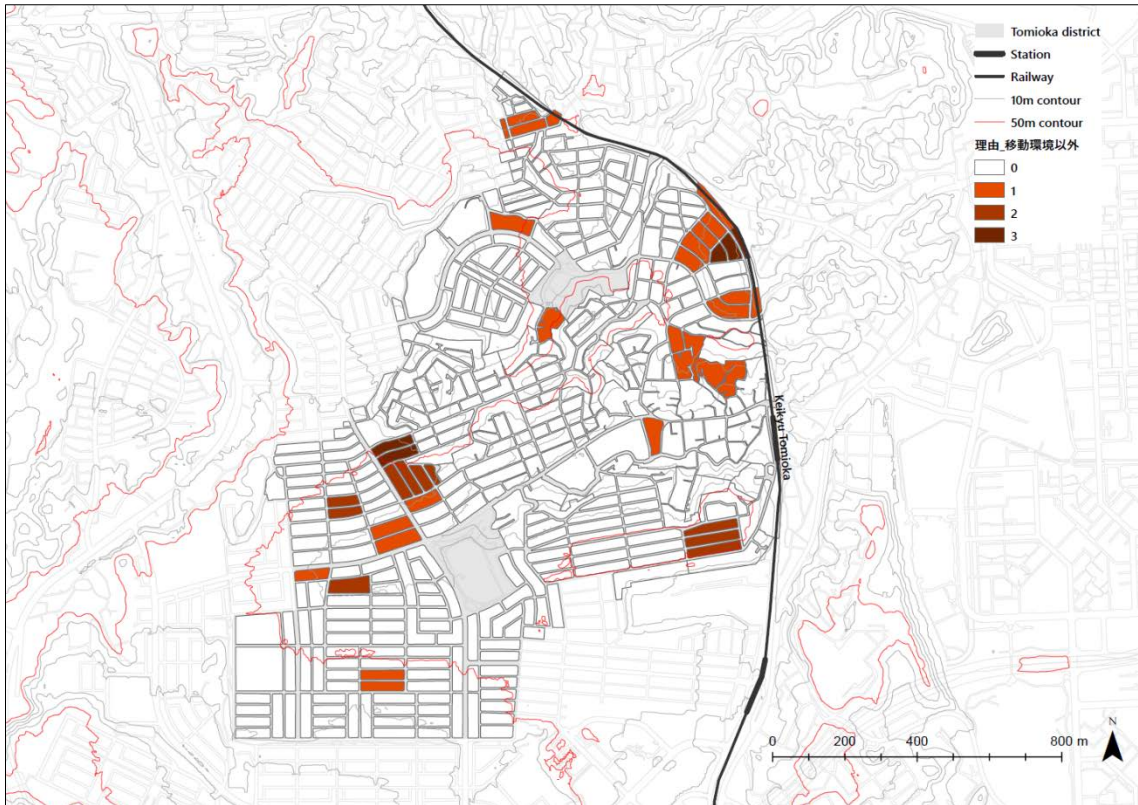 Tomioka district
Station
Railway
10m contour
50m contour
理由_移動環境以外
0
1
2
3
Keikyu Tomioka
N
0 200 400 800 m